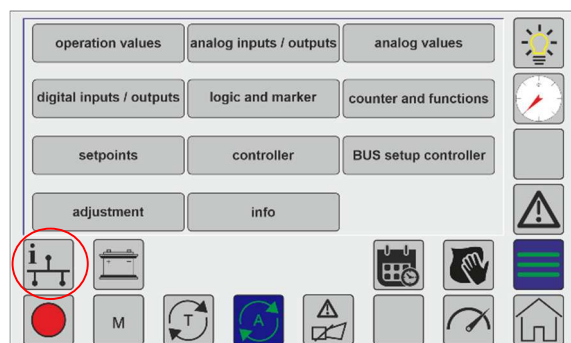 operation values
analog inputs / outputs
analog values
digital inputs / outputs
logic and marker
counter and functions
setpoints
controller
BUS setup controller
adjustment
info
i
M
T
A